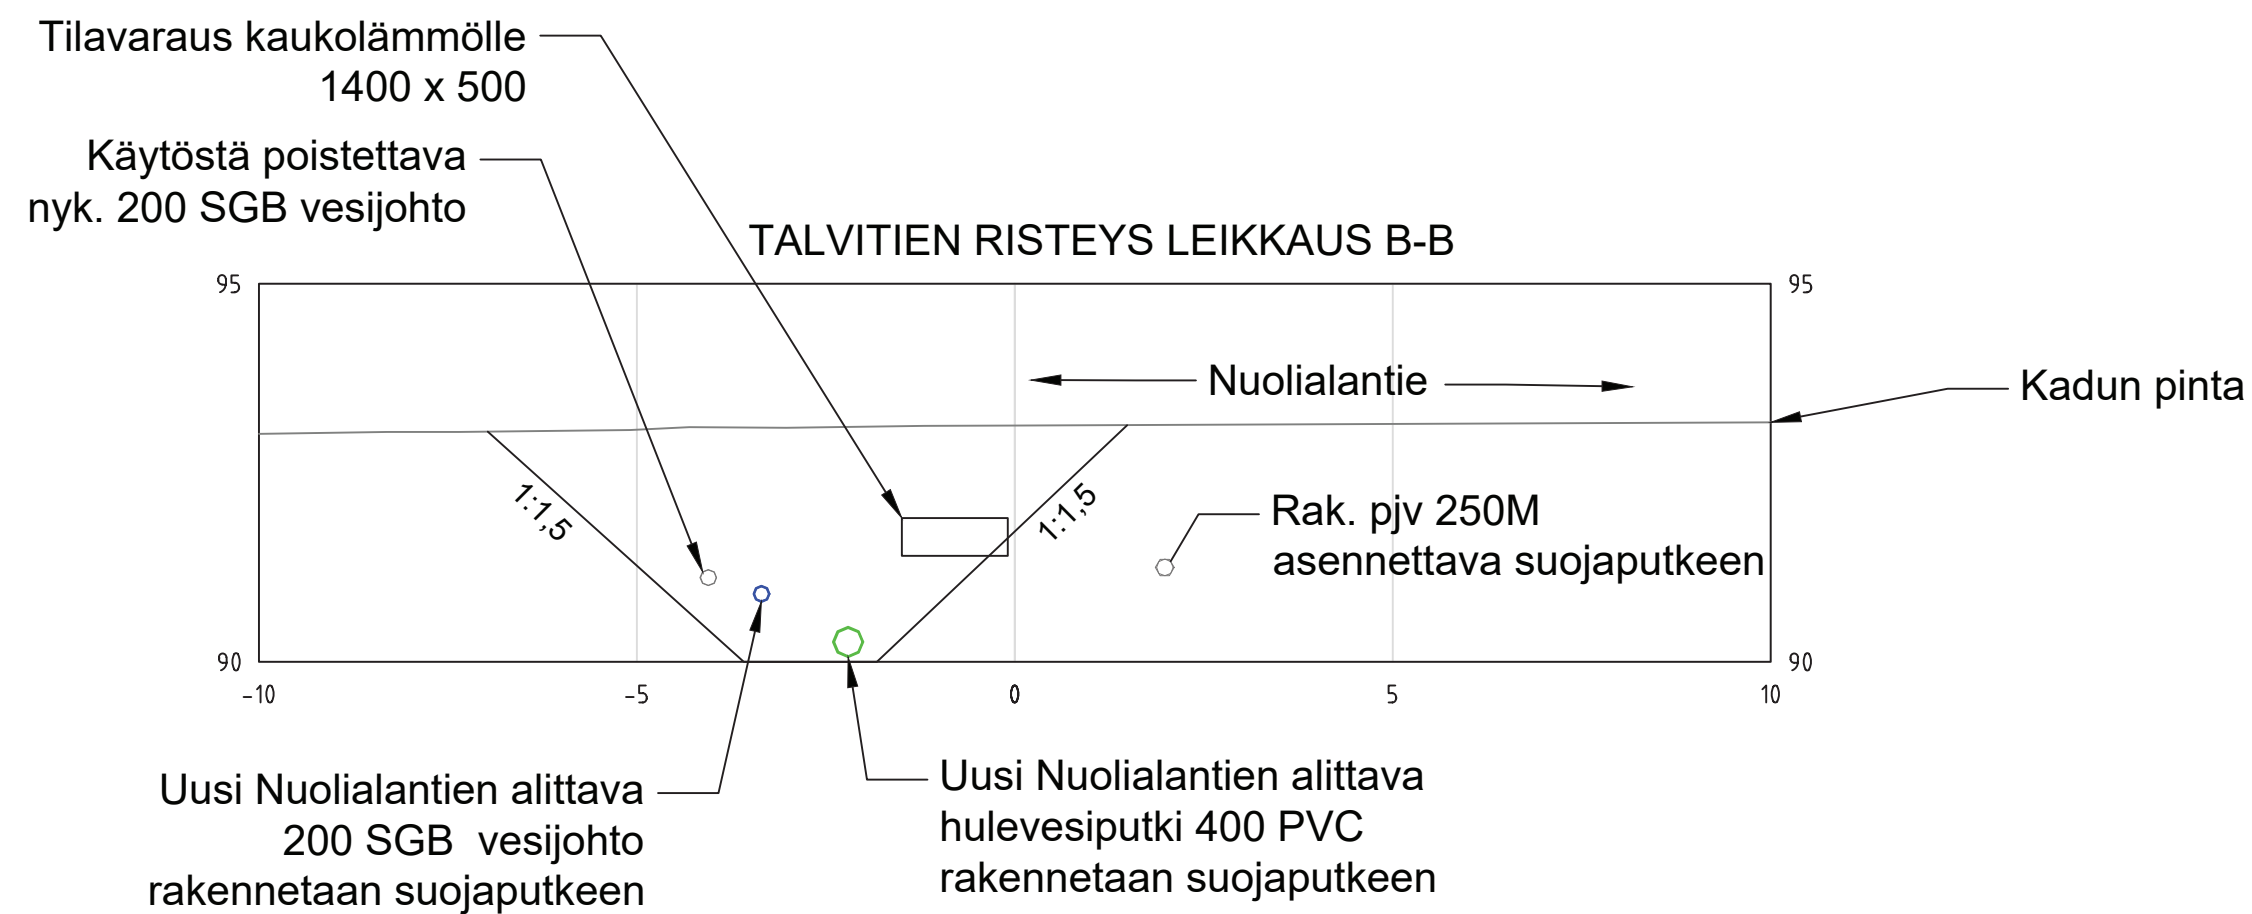 Tilavaraus kaukolämmölle
1400 x 500
Käytöstä poistettava
nyk. 200 SGB vesijohto
TALVITIEN RISTEYS LEIKKAUS B-B
95
95
Nuolialantie
Kadun pinta
1:1,5
1:1,5
Rak. pjv 250M
asennettava suojaputkeen
90
90
-10
-5
0
5
10
Uusi Nuolialantien alittava
200 SGB  vesijohto
rakennetaan suojaputkeen
Uusi Nuolialantien alittava
hulevesiputki 400 PVC
rakennetaan suojaputkeen